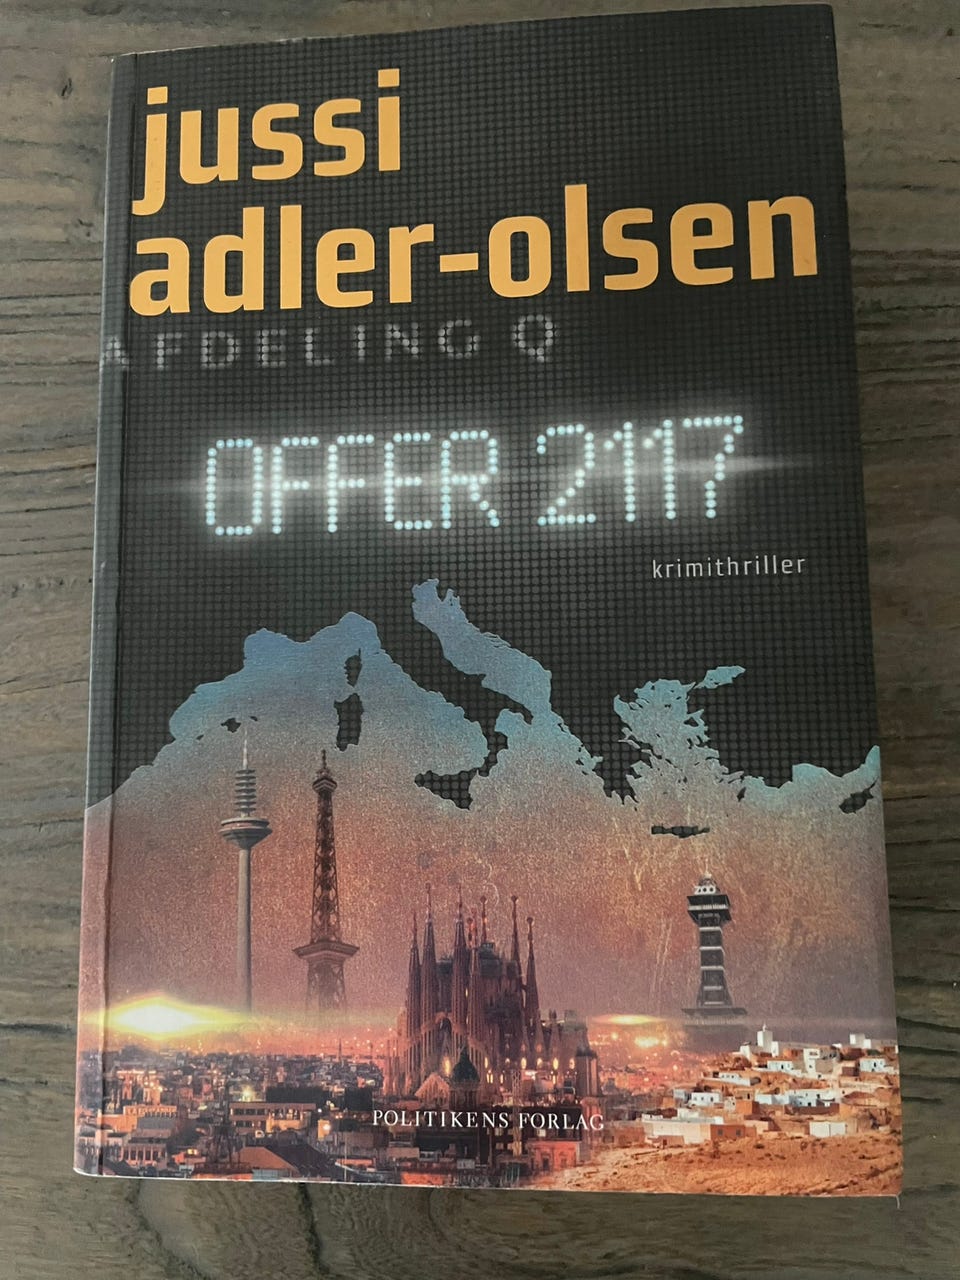 jussi
adler-olsen
AFDELING Q
OFFER 2117
krimithriller
POLITIKENS FORLAG